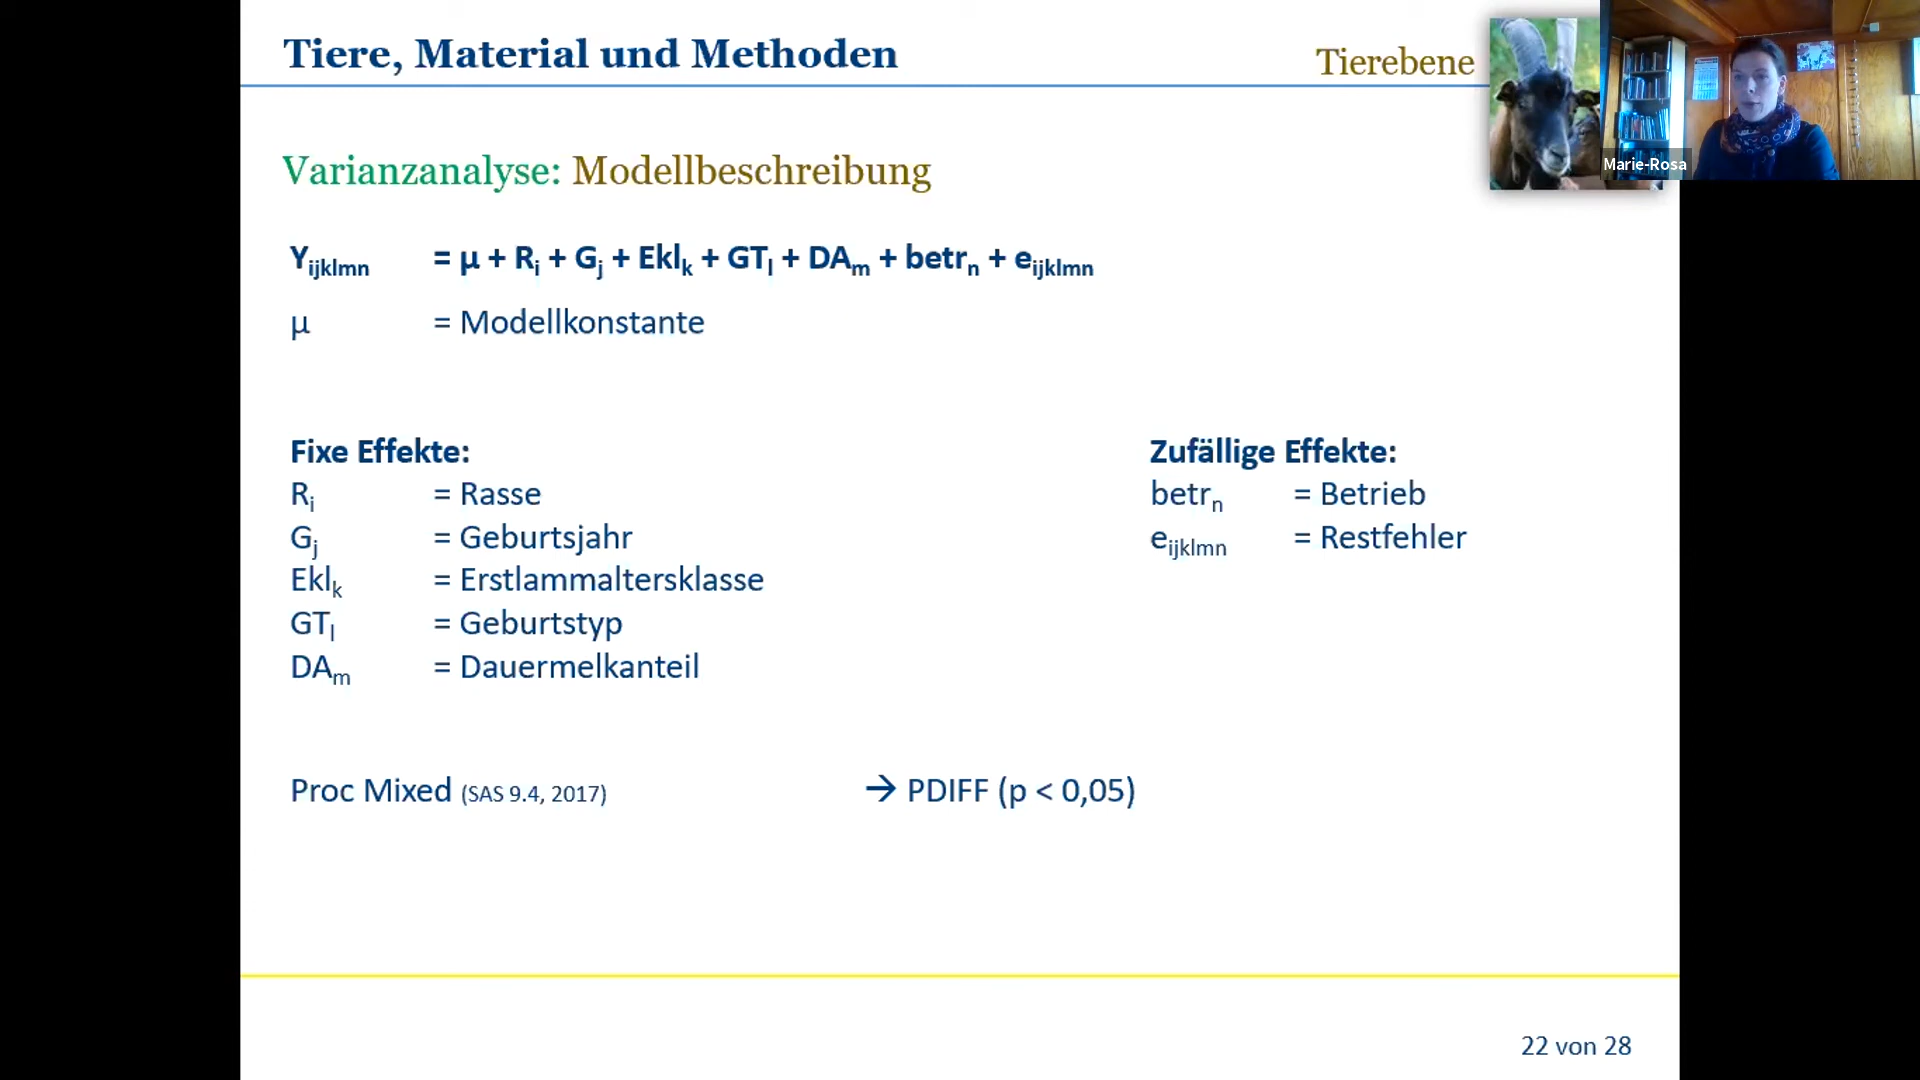 Tiere, Material und Methoden
Tierebene
Marie-Rosa
Varianzanalyse: Modellbeschreibung
Yijklmn = µ + Ri + Gj + Eklk + GTl + DAm + betrn + eijklmn
µ = Modellkonstante
Fixe Effekte:
Ri = Rasse
Gj = Geburtsjahr
Eklk = Erstlammaltersklasse
GTl = Geburtstyp
DAm = Dauermelkanteil
Zufällige Effekte:
betrn = Betrieb
eijklmn = Restfehler
Proc Mixed (SAS 9.4, 2017) → PDIFF (p < 0,05)
22 von 28